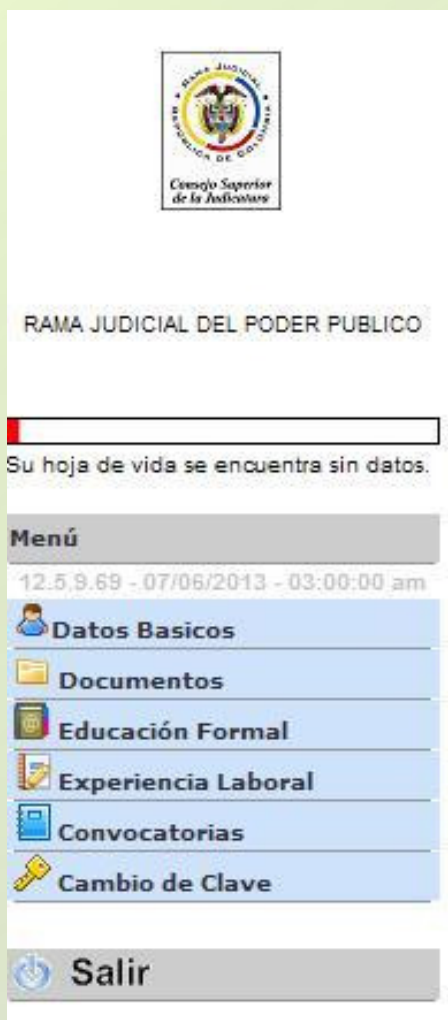 RAMA JUDICIAL
REPUBLICA DE COLOMBIA
Consejo Superior
de la Judicatura
RAMA JUDICIAL DEL PODER PUBLICO
Su hoja de vida se encuentra sin datos.
Menú
12.5.9.69 - 07/06/2013 - 03:00:00 am
Datos Basicos
Documentos
Educación Formal
Experiencia Laboral
Convocatorias
Cambio de Clave
Salir